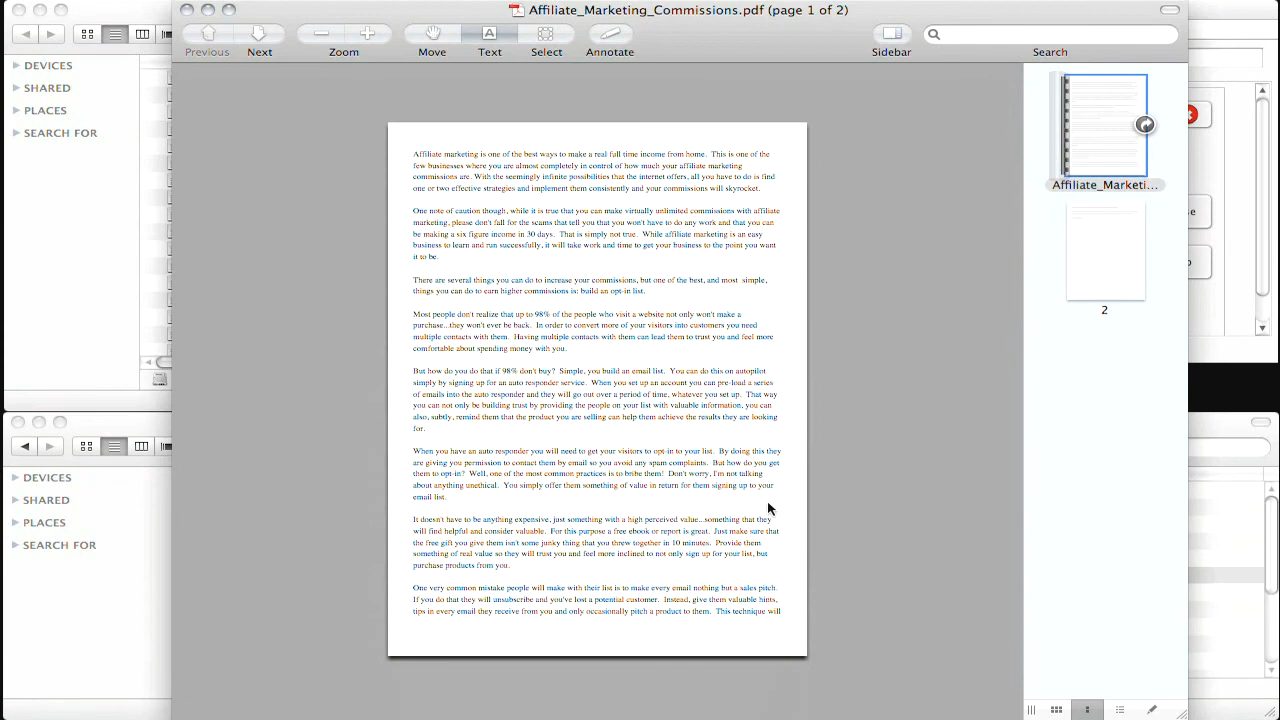 Affiliate_Marketing_Commissions.pdf (page 1 of 2)
Previous Next Zoom Move Text Select Annotate Sidebar Search
DEVICES
SHARED
PLACES
SEARCH FOR
Affiliate marketing is one of the best ways to make a real full time income from home. This is one of the
few businesses where you are almost completely in control of how much your affiliate marketing
commissions are. With the seemingly infinite possibilities that the internet offers, all you have to do is find
one or two effective strategies and implement them consistently and your commissions will skyrocket.
One note of caution though, while it is true that you can make virtually unlimited commissions with affiliate
marketing, please don't fall for the scams that tell you that you won't have to do any work and that you can
be making a six figure income in 30 days. That is simply not true. While affiliate marketing is an easy
business to learn and run successfully, it will take work and time to get your business to the point you want
it to be.
There are several things you can do to increase your commissions, but one of the best, and most simple,
things you can do to earn higher commissions is: build an opt-in list.
Most people don't realize that up to 98% of the people who visit a website not only won't make a
purchase...they won't ever be back. In order to convert more of your visitors into customers you need
multiple contacts with them. Having multiple contacts with them can lead them to trust you and feel more
comfortable about spending money with you.
But how do you do that if 98% don't buy? Simple, you build an email list. You can do this on autopilot
simply by signing up for an auto responder service. When you set up an account you can pre-load a series
of emails into the auto responder and they will go out over a period of time, whatever you set up. That way
you can not only be building trust by providing the people on your list with valuable information, you can
also, subtly, remind them that the product you are selling can help them achieve the results they are looking
for.
When you have an auto responder you will need to get your visitors to opt-in to your list. By doing this they
are giving you permission to contact them by email so you avoid any spam complaints. But how do you get
them to opt-in? Well, one of the most common practices is to bribe them! Don't worry, I'm not talking
about anything unethical. You simply offer them something of value in return for them signing up to your
email list.
It doesn't have to be anything expensive, just something with a high perceived value...something that they
will find helpful and consider valuable. For this purpose a free ebook or report is great. Just make sure that
the free gift you give them isn't some junky thing that you threw together in 10 minutes. Provide them
something of real value so they will trust you and feel more inclined to not only sign up for your list, but
purchase products from you.
One very common mistake people will make with their list is to make every email nothing but a sales pitch.
If you do that they will unsubscribe and you've lost a potential customer. Instead, give them valuable hints,
tips in every email they receive from you and only occasionally pitch a product to them. This technique will
Affiliate_Marketi...
2
DEVICES
SHARED
PLACES
SEARCH FOR